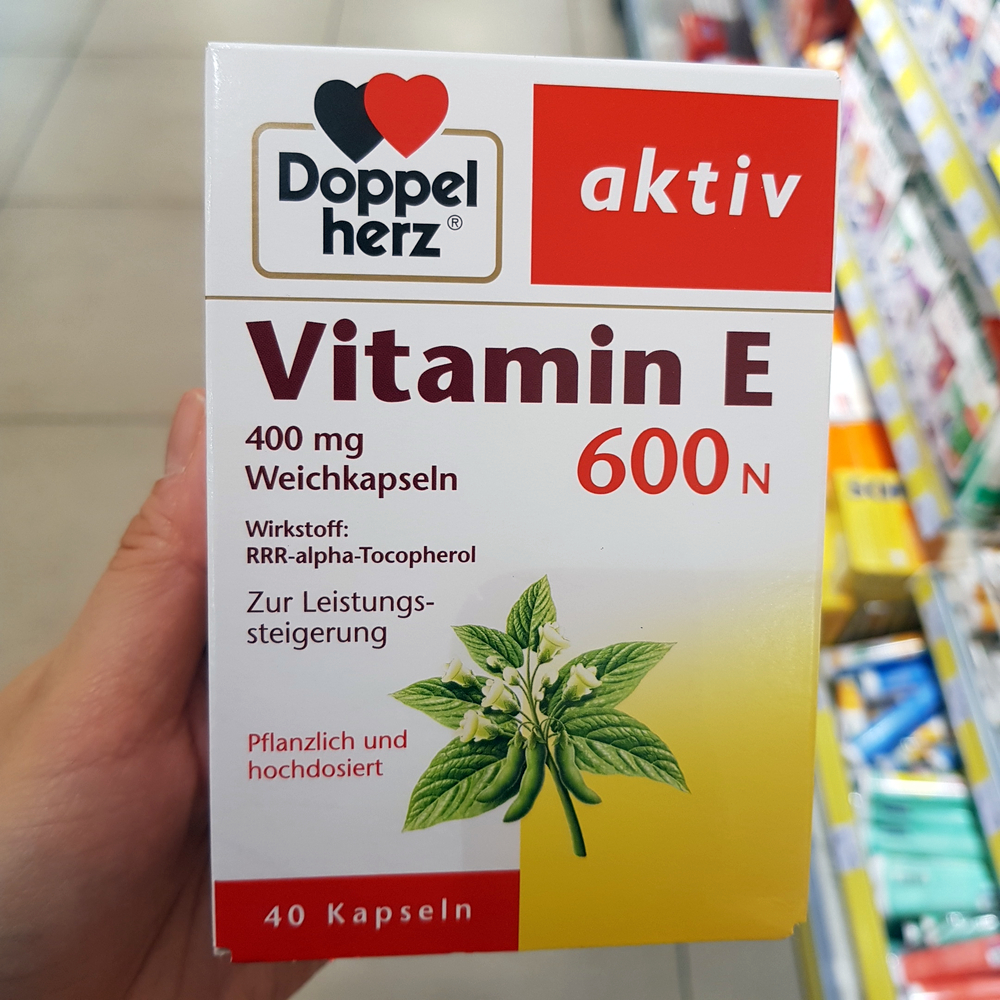 Doppel
herz®
aktiv
Vitamin E
600 N
400 mg
Weichkapseln
Wirkstoff:
RRR-alpha-Tocopherol
Zur Leistungs-
steigerung
Pflanzlich und
hochdosiert
40 Kapseln